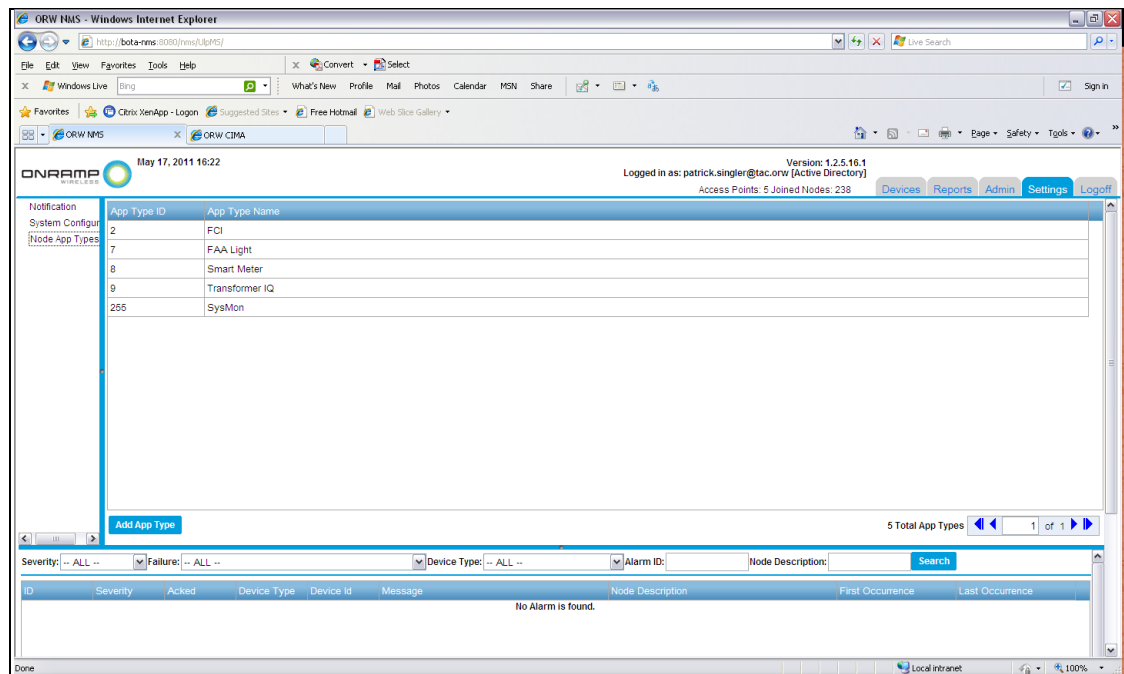 ORW NMS - Windows Internet Explorer
http://bota-nms:8080/nms/UlpMS/
Live Search
File Edit View Favorites Tools Help x Convert Select
x Windows Live Bing What's New Profile Mail Photos Calendar MSN Share Sign in
Favorites Citrix XenApp - Logon Suggested Sites Free Hotmail Web Slice Gallery
ORW NMS x ORW CIMA Page Safety Tools »
ONRAMP
WIRELESS
May 17, 2011 16:22
Version: 1.2.5.16.1
Logged in as: patrick.singler@tac.orw [Active Directory]
Access Points: 5 Joined Nodes: 238
Devices Reports Admin Settings Logoff
Notification
System Configur
Node App Types
App Type ID App Type Name
2 FCI
7 FAA Light
8 Smart Meter
9 Transformer IQ
255 SysMon
Add App Type
5 Total App Types 1 of 1
Severity: -- ALL -- Failure: -- ALL -- Device Type: -- ALL -- Alarm ID: Node Description: Search
ID Severity Acked Device Type Device Id Message Node Description First Occurrence Last Occurrence
No Alarm is found.
Done Local intranet 100%